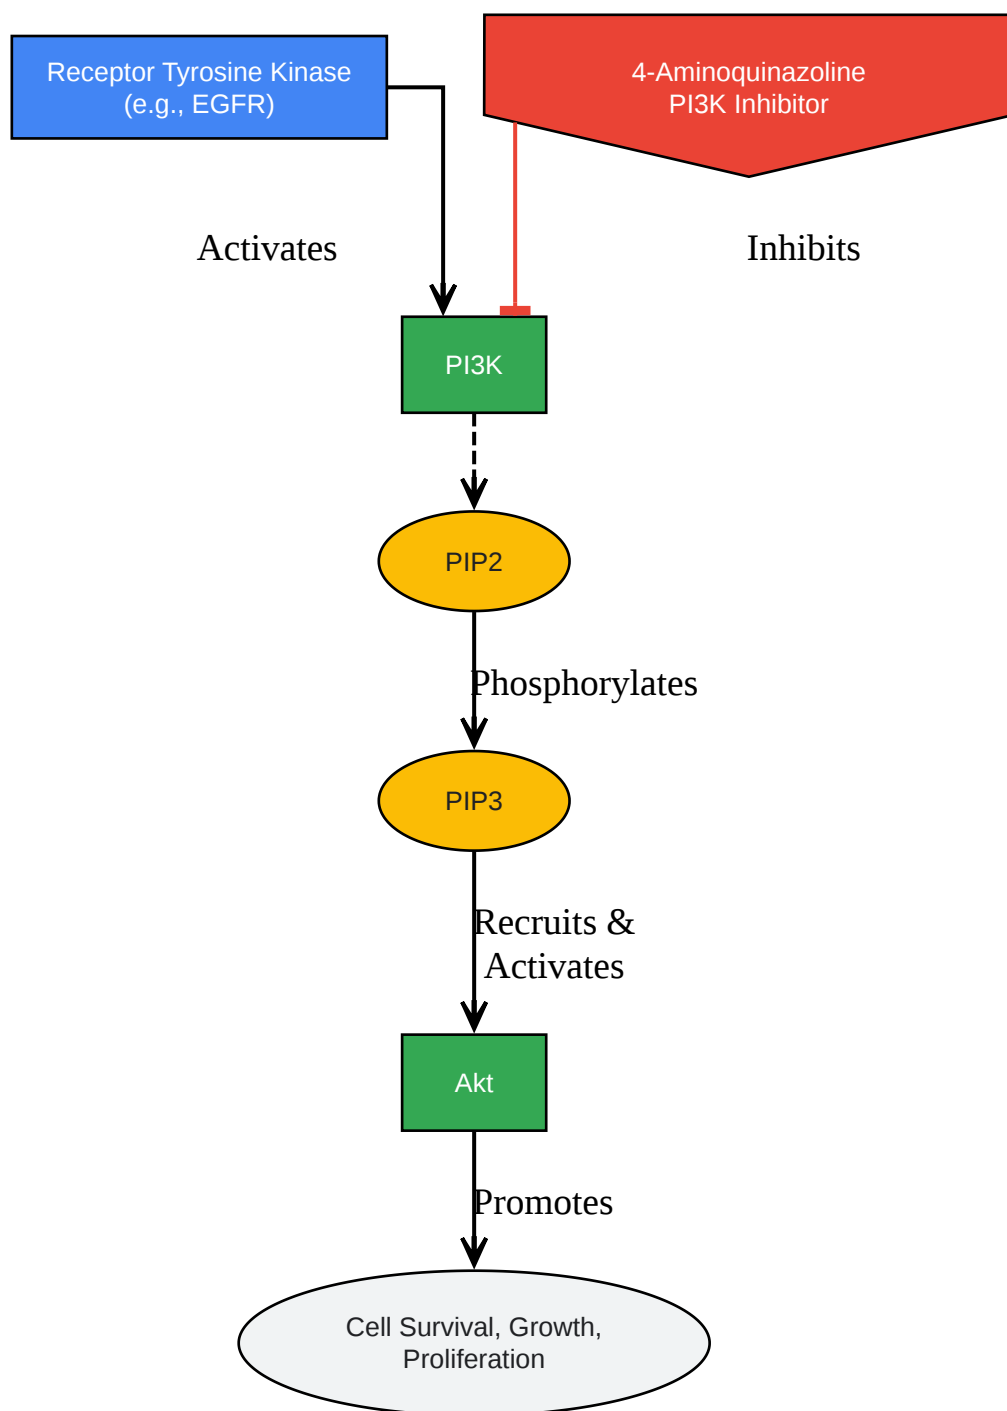 Receptor Tyrosine Kinase
(e.g., EGFR)
4-Aminoquinazoline
PI3K Inhibitor
Activates
Inhibits
PI3K
PIP2
Phosphorylates
PIP3
Recruits &
Activates
Akt
Promotes
Cell Survival, Growth,
Proliferation